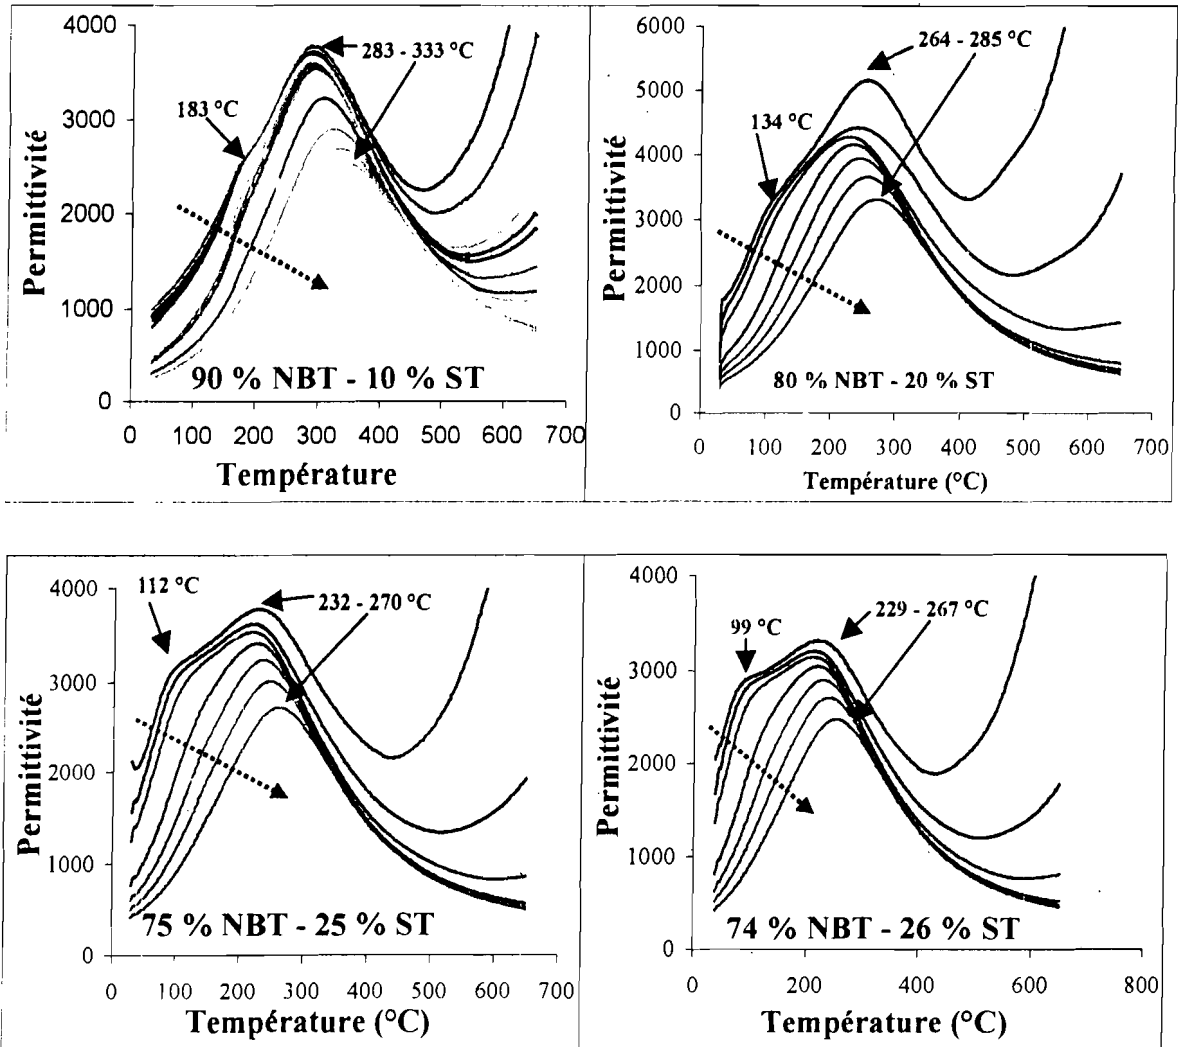 4000
3000
2000
1000
0
Permittivité
183 °C
283 - 333 °C
90 % NBT - 10 % ST
0 100 200 300 400 500 600 700
Température
6000
5000
4000
3000
2000
1000
0
Permittivité
134 °C
264 - 285 °C
80 % NBT - 20 % ST
0 100 200 300 400 500 600 700
Température (°C)
4000
3000
2000
1000
0
Permittivité
112 °C
232 - 270 °C
75 % NBT - 25 % ST
0 100 200 300 400 500 600 700
Température (°C)
4000
3000
2000
1000
0
Permittivité
99 °C
229 - 267 °C
74 % NBT - 26 % ST
0 200 400 600 800
Température (°C)